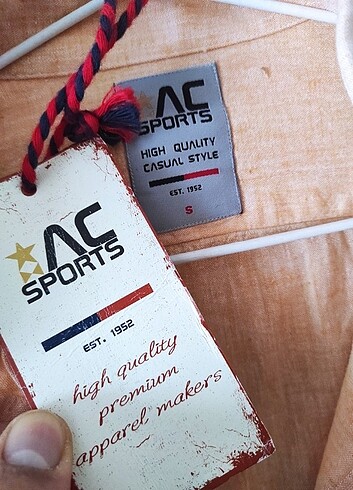 AC
SPORTS
HIGH QUALITY
CASUAL STYLE
EST. 1952
S
AC
SPORTS
EST. 1952
high quality
premium
apparel makers